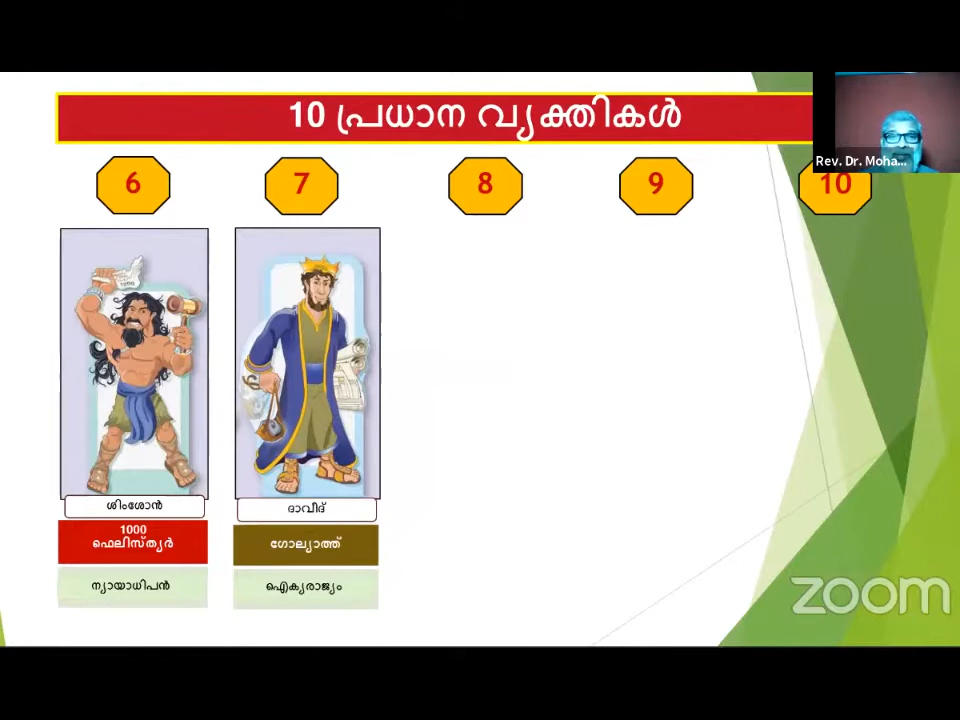 10 പ്രധാന വ്യക്തികൾ
Rev. Dr. Moha...
6
7
8
9
10
ശിംശോൻ
ദാവീദ്
1000
ഫെലിസ്ത്യർ
ഗോല്യാത്ത്
ന്യായാധിപൻ
ഐക്യരാജ്യം
zoom